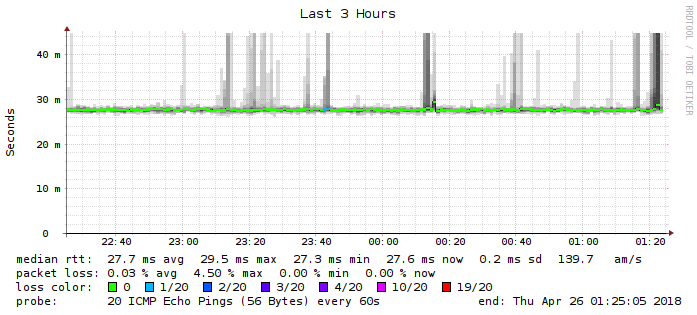 Last 3 Hours
RRDTOOL / TOBI OETIKER
Seconds
40 m
30 m
20 m
10 m
0
22:40 23:00 23:20 23:40 00:00 00:20 00:40 01:00 01:20
median rtt: 27.7 ms avg 29.5 ms max 27.3 ms min 27.6 ms now 0.2 ms sd 139.7 am/s
packet loss: 0.03 % avg 4.50 % max 0.00 % min 0.00 % now
loss color: 0 1/20 2/20 3/20 4/20 10/20 19/20
probe: 20 ICMP Echo Pings (56 Bytes) every 60s end: Thu Apr 26 01:25:05 2018